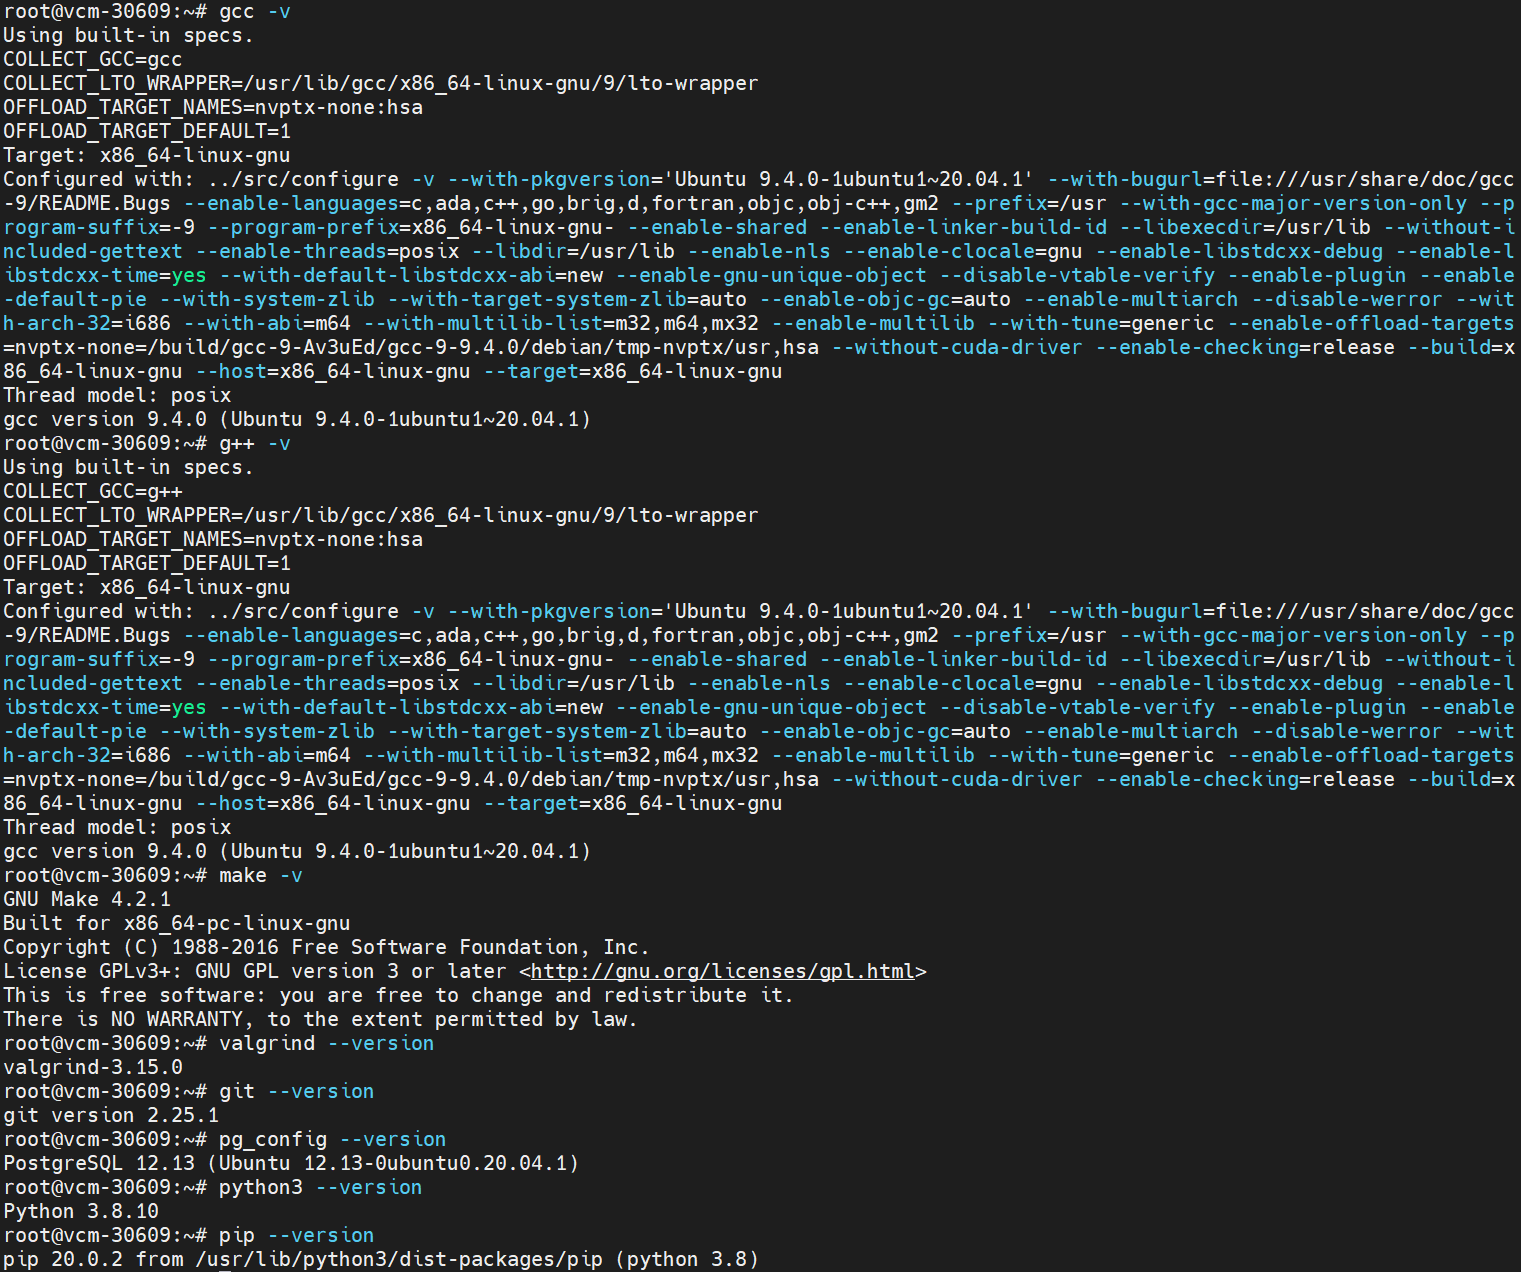 root@vcm-30609:~# gcc -v
Using built-in specs.
COLLECT_GCC=gcc
COLLECT_LTO_WRAPPER=/usr/lib/gcc/x86_64-linux-gnu/9/lto-wrapper
OFFLOAD_TARGET_NAMES=nvptx-none:hsa
OFFLOAD_TARGET_DEFAULT=1
Target: x86_64-linux-gnu
Configured with: ../src/configure -v --with-pkgversion='Ubuntu 9.4.0-1ubuntu1~20.04.1' --with-bugurl=file:///usr/share/doc/gcc
-9/README.Bugs --enable-languages=c,ada,c++,go,brig,d,fortran,objc,obj-c++,gm2 --prefix=/usr --with-gcc-major-version-only --p
rogram-suffix=-9 --program-prefix=x86_64-linux-gnu- --enable-shared --enable-linker-build-id --libexecdir=/usr/lib --without-i
ncluded-gettext --enable-threads=posix --libdir=/usr/lib --enable-nls --enable-clocale=gnu --enable-libstdcxx-debug --enable-l
ibstdcxx-time=yes --with-default-libstdcxx-abi=new --enable-gnu-unique-object --disable-vtable-verify --enable-plugin --enable
-default-pie --with-system-zlib --with-target-system-zlib=auto --enable-objc-gc=auto --enable-multiarch --disable-werror --wit
h-arch-32=i686 --with-abi=m64 --with-multilib-list=m32,m64,mx32 --enable-multilib --with-tune=generic --enable-offload-targets
=nvptx-none=/build/gcc-9-Av3uEd/gcc-9-9.4.0/debian/tmp-nvptx/usr,hsa --without-cuda-driver --enable-checking=release --build=x
86_64-linux-gnu --host=x86_64-linux-gnu --target=x86_64-linux-gnu
Thread model: posix
gcc version 9.4.0 (Ubuntu 9.4.0-1ubuntu1~20.04.1)
root@vcm-30609:~# g++ -v
Using built-in specs.
COLLECT_GCC=g++
COLLECT_LTO_WRAPPER=/usr/lib/gcc/x86_64-linux-gnu/9/lto-wrapper
OFFLOAD_TARGET_NAMES=nvptx-none:hsa
OFFLOAD_TARGET_DEFAULT=1
Target: x86_64-linux-gnu
Configured with: ../src/configure -v --with-pkgversion='Ubuntu 9.4.0-1ubuntu1~20.04.1' --with-bugurl=file:///usr/share/doc/gcc
-9/README.Bugs --enable-languages=c,ada,c++,go,brig,d,fortran,objc,obj-c++,gm2 --prefix=/usr --with-gcc-major-version-only --p
rogram-suffix=-9 --program-prefix=x86_64-linux-gnu- --enable-shared --enable-linker-build-id --libexecdir=/usr/lib --without-i
ncluded-gettext --enable-threads=posix --libdir=/usr/lib --enable-nls --enable-clocale=gnu --enable-libstdcxx-debug --enable-l
ibstdcxx-time=yes --with-default-libstdcxx-abi=new --enable-gnu-unique-object --disable-vtable-verify --enable-plugin --enable
-default-pie --with-system-zlib --with-target-system-zlib=auto --enable-objc-gc=auto --enable-multiarch --disable-werror --wit
h-arch-32=i686 --with-abi=m64 --with-multilib-list=m32,m64,mx32 --enable-multilib --with-tune=generic --enable-offload-targets
=nvptx-none=/build/gcc-9-Av3uEd/gcc-9-9.4.0/debian/tmp-nvptx/usr,hsa --without-cuda-driver --enable-checking=release --build=x
86_64-linux-gnu --host=x86_64-linux-gnu --target=x86_64-linux-gnu
Thread model: posix
gcc version 9.4.0 (Ubuntu 9.4.0-1ubuntu1~20.04.1)
root@vcm-30609:~# make -v
GNU Make 4.2.1
Built for x86_64-pc-linux-gnu
Copyright (C) 1988-2016 Free Software Foundation, Inc.
License GPLv3+: GNU GPL version 3 or later <http://gnu.org/licenses/gpl.html>
This is free software: you are free to change and redistribute it.
There is NO WARRANTY, to the extent permitted by law.
root@vcm-30609:~# valgrind --version
valgrind-3.15.0
root@vcm-30609:~# git --version
git version 2.25.1
root@vcm-30609:~# pg_config --version
PostgreSQL 12.13 (Ubuntu 12.13-0ubuntu0.20.04.1)
root@vcm-30609:~# python3 --version
Python 3.8.10
root@vcm-30609:~# pip --version
pip 20.0.2 from /usr/lib/python3/dist-packages/pip (python 3.8)